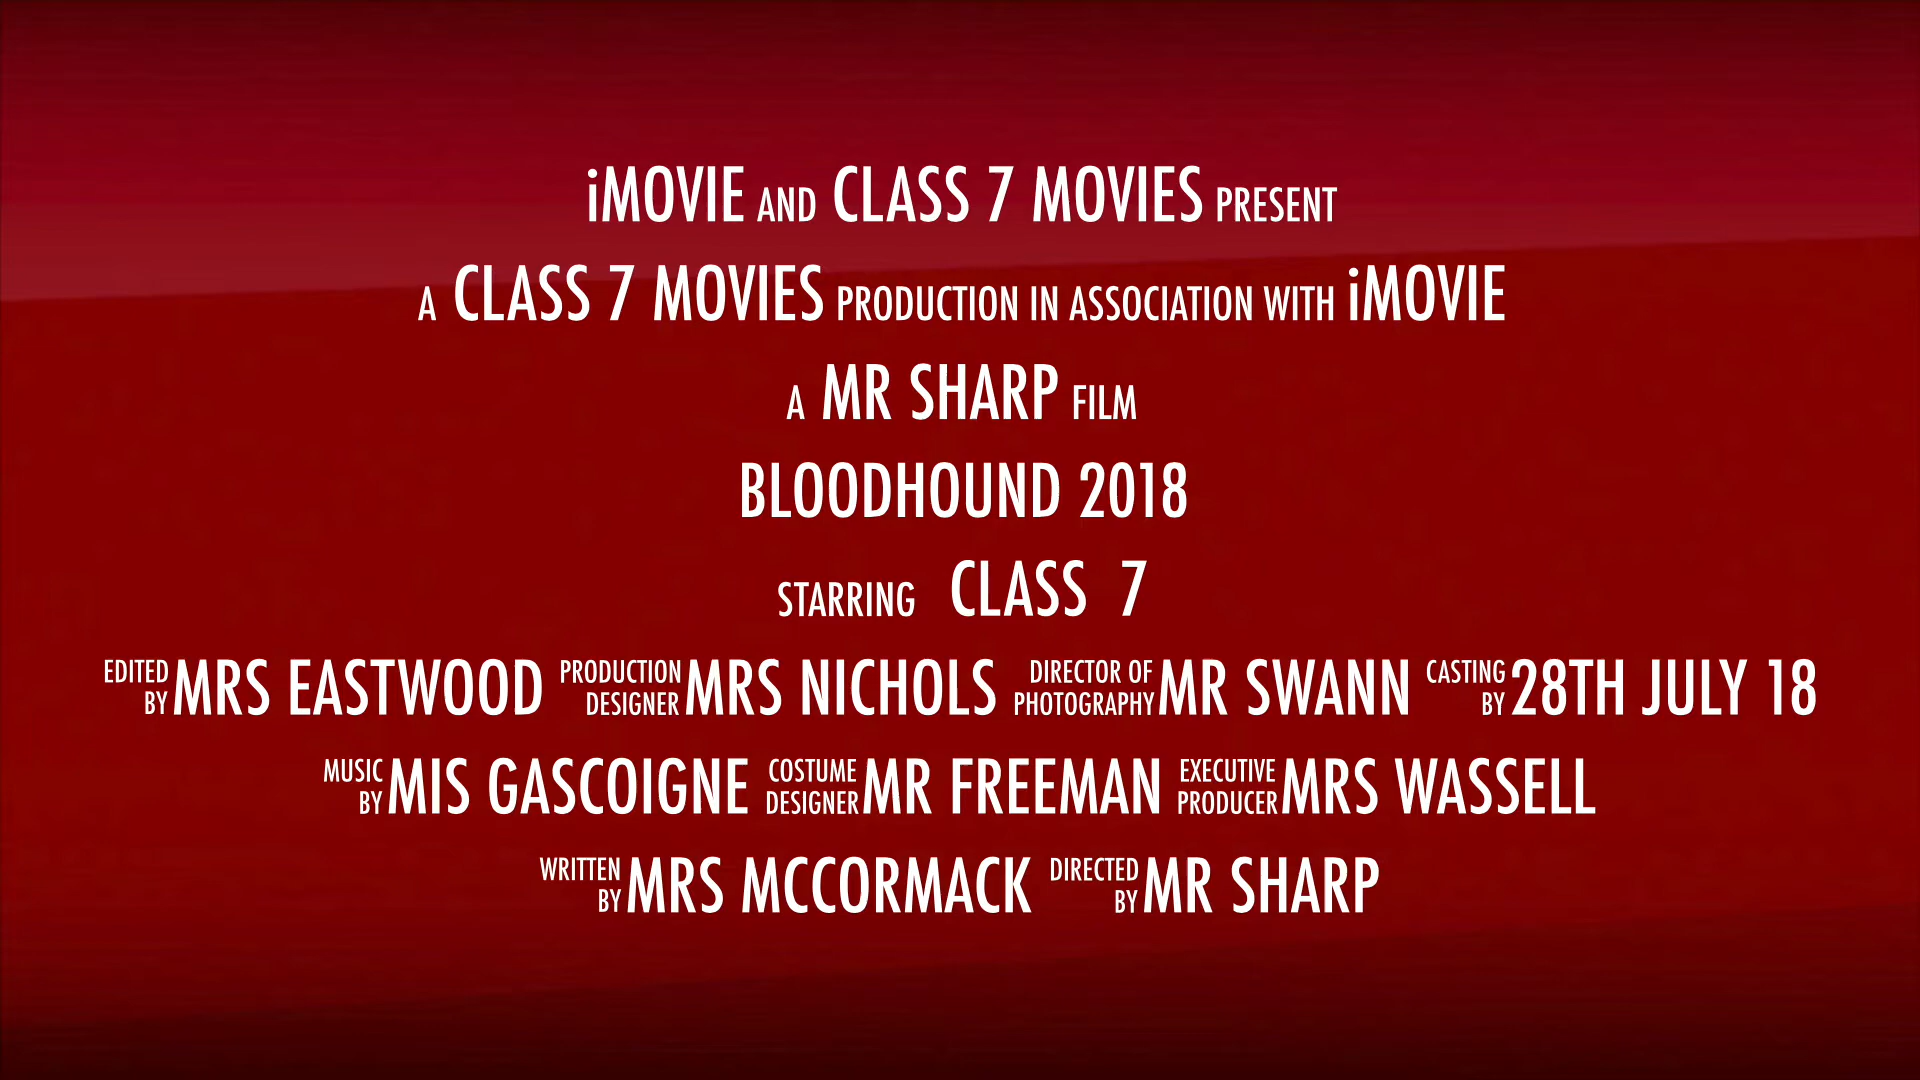 iMOVIE AND CLASS 7 MOVIES PRESENT
A CLASS 7 MOVIES PRODUCTION IN ASSOCIATION WITH iMOVIE
A MR SHARP FILM
BLOODHOUND 2018
STARRING CLASS 7
EDITED BY MRS EASTWOOD PRODUCTION DESIGNER MRS NICHOLS DIRECTOR OF PHOTOGRAPHY MR SWANN CASTING BY 28TH JULY 18
MUSIC BY MIS GASCOIGNE COSTUME DESIGNER MR FREEMAN EXECUTIVE PRODUCER MRS WASSELL
WRITTEN BY MRS MCCORMACK DIRECTED BY MR SHARP